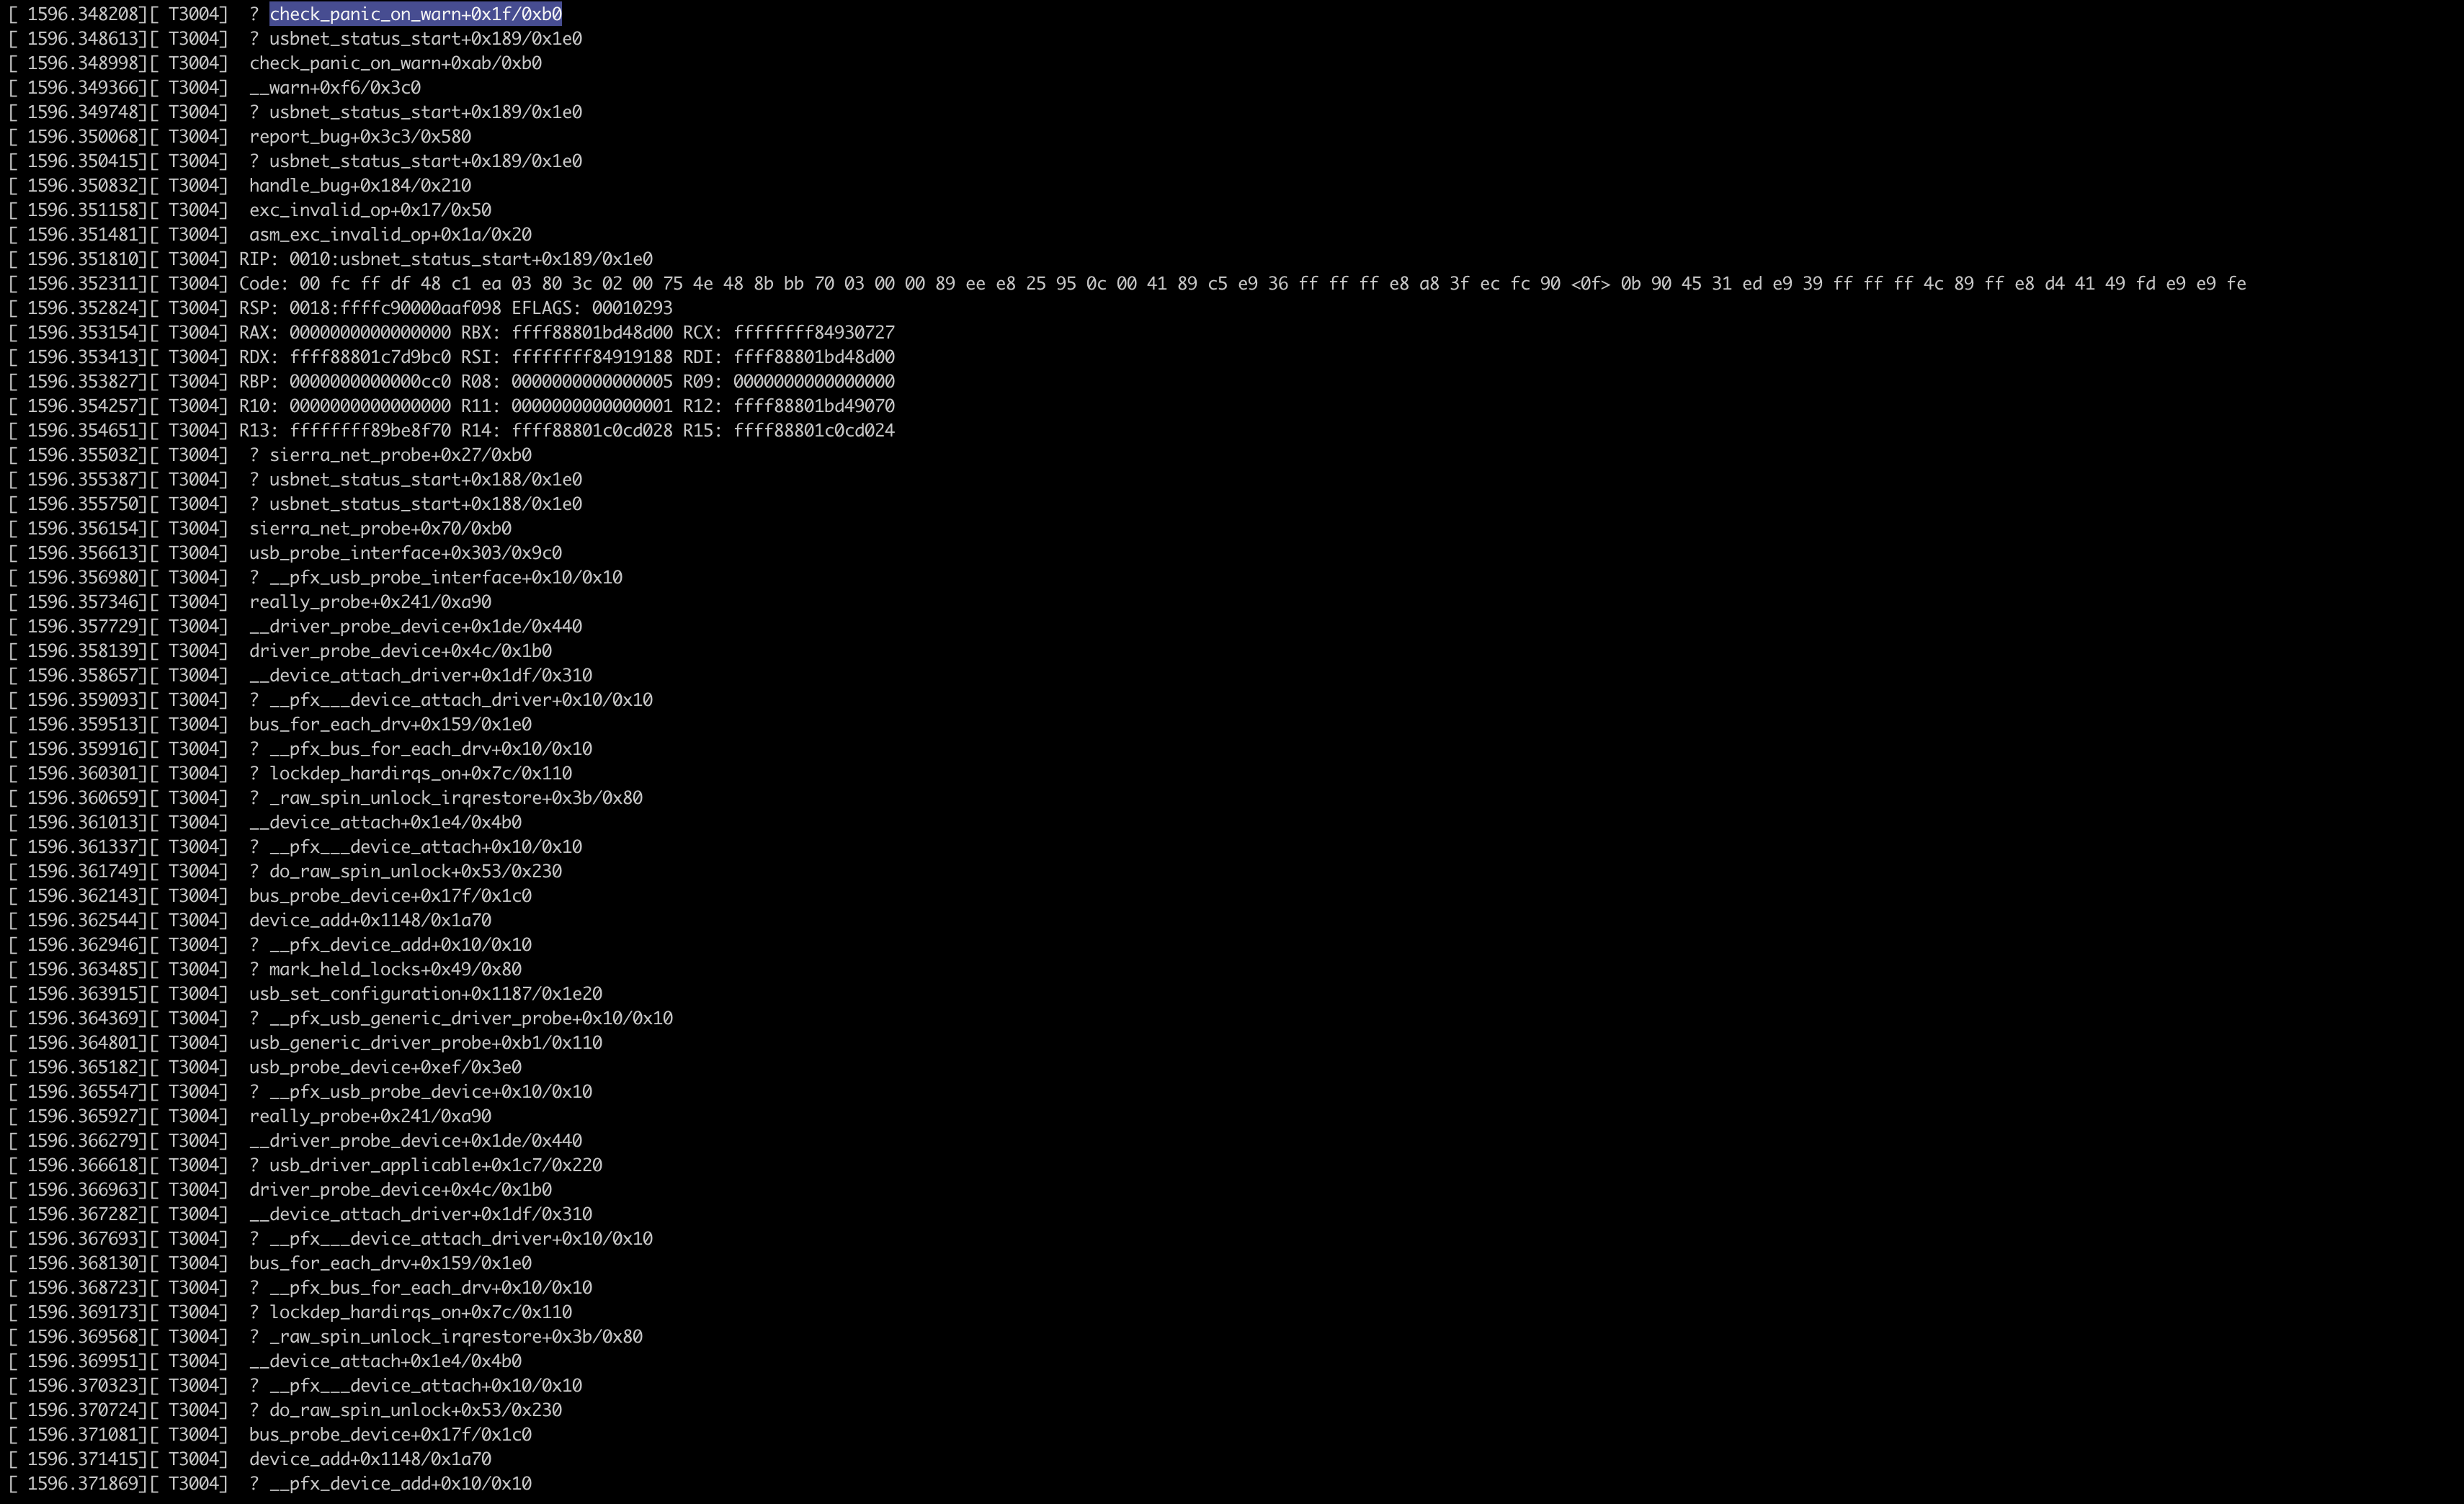 [ 1596.348208][ T3004]  ? check_panic_on_warn+0x1f/0xb0
[ 1596.348613][ T3004]  ? usbnet_status_start+0x189/0x1e0
[ 1596.348998][ T3004]  check_panic_on_warn+0xab/0xb0
[ 1596.349366][ T3004]  __warn+0xf6/0x3c0
[ 1596.349748][ T3004]  ? usbnet_status_start+0x189/0x1e0
[ 1596.350068][ T3004]  report_bug+0x3c3/0x580
[ 1596.350415][ T3004]  ? usbnet_status_start+0x189/0x1e0
[ 1596.350832][ T3004]  handle_bug+0x184/0x210
[ 1596.351158][ T3004]  exc_invalid_op+0x17/0x50
[ 1596.351481][ T3004]  asm_exc_invalid_op+0x1a/0x20
[ 1596.351810][ T3004] RIP: 0010:usbnet_status_start+0x189/0x1e0
[ 1596.352311][ T3004] Code: 00 fc ff df 48 c1 ea 03 80 3c 02 00 75 4e 48 8b bb 70 03 00 00 89 ee e8 25 95 0c 00 41 89 c5 e9 36 ff ff ff e8 a8 3f ec fc 90 <0f> 0b 90 45 31 ed e9 39 ff ff ff 4c 89 ff e8 d4 41 49 fd e9 e9 fe
[ 1596.352824][ T3004] RSP: 0018:ffffc90000aaf098 EFLAGS: 00010293
[ 1596.353154][ T3004] RAX: 0000000000000000 RBX: ffff88801bd48d00 RCX: ffffffff84930727
[ 1596.353413][ T3004] RDX: ffff88801c7d9bc0 RSI: ffffffff84919188 RDI: ffff88801bd48d00
[ 1596.353827][ T3004] RBP: 0000000000000cc0 R08: 0000000000000005 R09: 0000000000000000
[ 1596.354257][ T3004] R10: 0000000000000000 R11: 0000000000000001 R12: ffff88801bd49070
[ 1596.354651][ T3004] R13: ffffffff89be8f70 R14: ffff88801c0cd028 R15: ffff88801c0cd024
[ 1596.355032][ T3004]  ? sierra_net_probe+0x27/0xb0
[ 1596.355387][ T3004]  ? usbnet_status_start+0x188/0x1e0
[ 1596.355750][ T3004]  ? usbnet_status_start+0x188/0x1e0
[ 1596.356154][ T3004]  sierra_net_probe+0x70/0xb0
[ 1596.356613][ T3004]  usb_probe_interface+0x303/0x9c0
[ 1596.356980][ T3004]  ? __pfx_usb_probe_interface+0x10/0x10
[ 1596.357346][ T3004]  really_probe+0x241/0xa90
[ 1596.357729][ T3004]  __driver_probe_device+0x1de/0x440
[ 1596.358139][ T3004]  driver_probe_device+0x4c/0x1b0
[ 1596.358657][ T3004]  __device_attach_driver+0x1df/0x310
[ 1596.359093][ T3004]  ? __pfx___device_attach_driver+0x10/0x10
[ 1596.359513][ T3004]  bus_for_each_drv+0x159/0x1e0
[ 1596.359916][ T3004]  ? __pfx_bus_for_each_drv+0x10/0x10
[ 1596.360301][ T3004]  ? lockdep_hardirqs_on+0x7c/0x110
[ 1596.360659][ T3004]  ? _raw_spin_unlock_irqrestore+0x3b/0x80
[ 1596.361013][ T3004]  __device_attach+0x1e4/0x4b0
[ 1596.361337][ T3004]  ? __pfx___device_attach+0x10/0x10
[ 1596.361749][ T3004]  ? do_raw_spin_unlock+0x53/0x230
[ 1596.362143][ T3004]  bus_probe_device+0x17f/0x1c0
[ 1596.362544][ T3004]  device_add+0x1148/0x1a70
[ 1596.362946][ T3004]  ? __pfx_device_add+0x10/0x10
[ 1596.363485][ T3004]  ? mark_held_locks+0x49/0x80
[ 1596.363915][ T3004]  usb_set_configuration+0x1187/0x1e20
[ 1596.364369][ T3004]  ? __pfx_usb_generic_driver_probe+0x10/0x10
[ 1596.364801][ T3004]  usb_generic_driver_probe+0xb1/0x110
[ 1596.365182][ T3004]  usb_probe_device+0xef/0x3e0
[ 1596.365547][ T3004]  ? __pfx_usb_probe_device+0x10/0x10
[ 1596.365927][ T3004]  really_probe+0x241/0xa90
[ 1596.366279][ T3004]  __driver_probe_device+0x1de/0x440
[ 1596.366618][ T3004]  ? usb_driver_applicable+0x1c7/0x220
[ 1596.366963][ T3004]  driver_probe_device+0x4c/0x1b0
[ 1596.367282][ T3004]  __device_attach_driver+0x1df/0x310
[ 1596.367693][ T3004]  ? __pfx___device_attach_driver+0x10/0x10
[ 1596.368130][ T3004]  bus_for_each_drv+0x159/0x1e0
[ 1596.368723][ T3004]  ? __pfx_bus_for_each_drv+0x10/0x10
[ 1596.369173][ T3004]  ? lockdep_hardirqs_on+0x7c/0x110
[ 1596.369568][ T3004]  ? _raw_spin_unlock_irqrestore+0x3b/0x80
[ 1596.369951][ T3004]  __device_attach+0x1e4/0x4b0
[ 1596.370323][ T3004]  ? __pfx___device_attach+0x10/0x10
[ 1596.370724][ T3004]  ? do_raw_spin_unlock+0x53/0x230
[ 1596.371081][ T3004]  bus_probe_device+0x17f/0x1c0
[ 1596.371415][ T3004]  device_add+0x1148/0x1a70
[ 1596.371869][ T3004]  ? __pfx_device_add+0x10/0x10